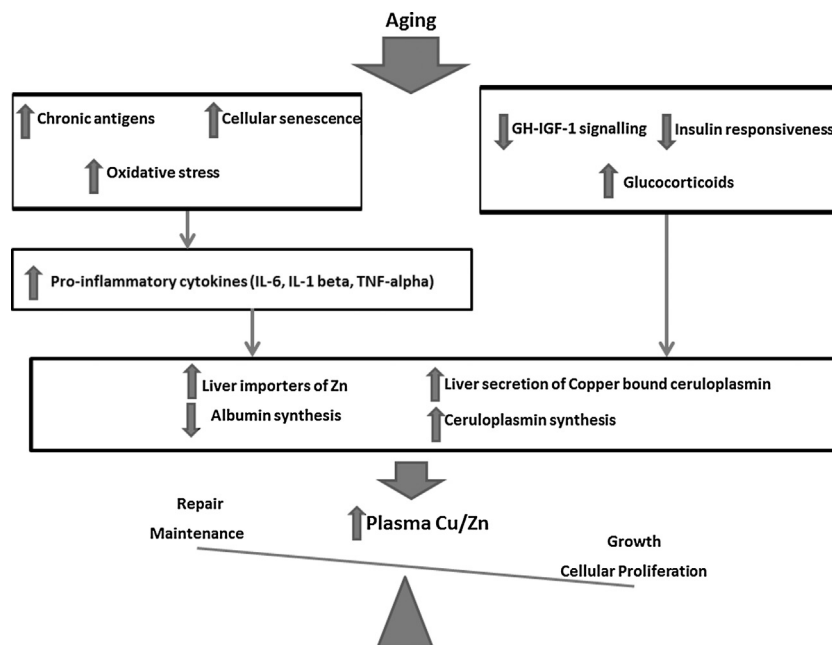 Aging
Chronic antigens
Cellular senescence
Oxidative stress
GH-IGF-1 signalling
Insulin responsiveness
Glucocorticoids
Pro-inflammatory cytokines (IL-6, IL-1 beta, TNF-alpha)
Liver importers of Zn
Albumin synthesis
Liver secretion of Copper bound ceruloplasmin
Ceruloplasmin synthesis
Plasma Cu/Zn
Repair
Maintenance
Growth
Cellular Proliferation